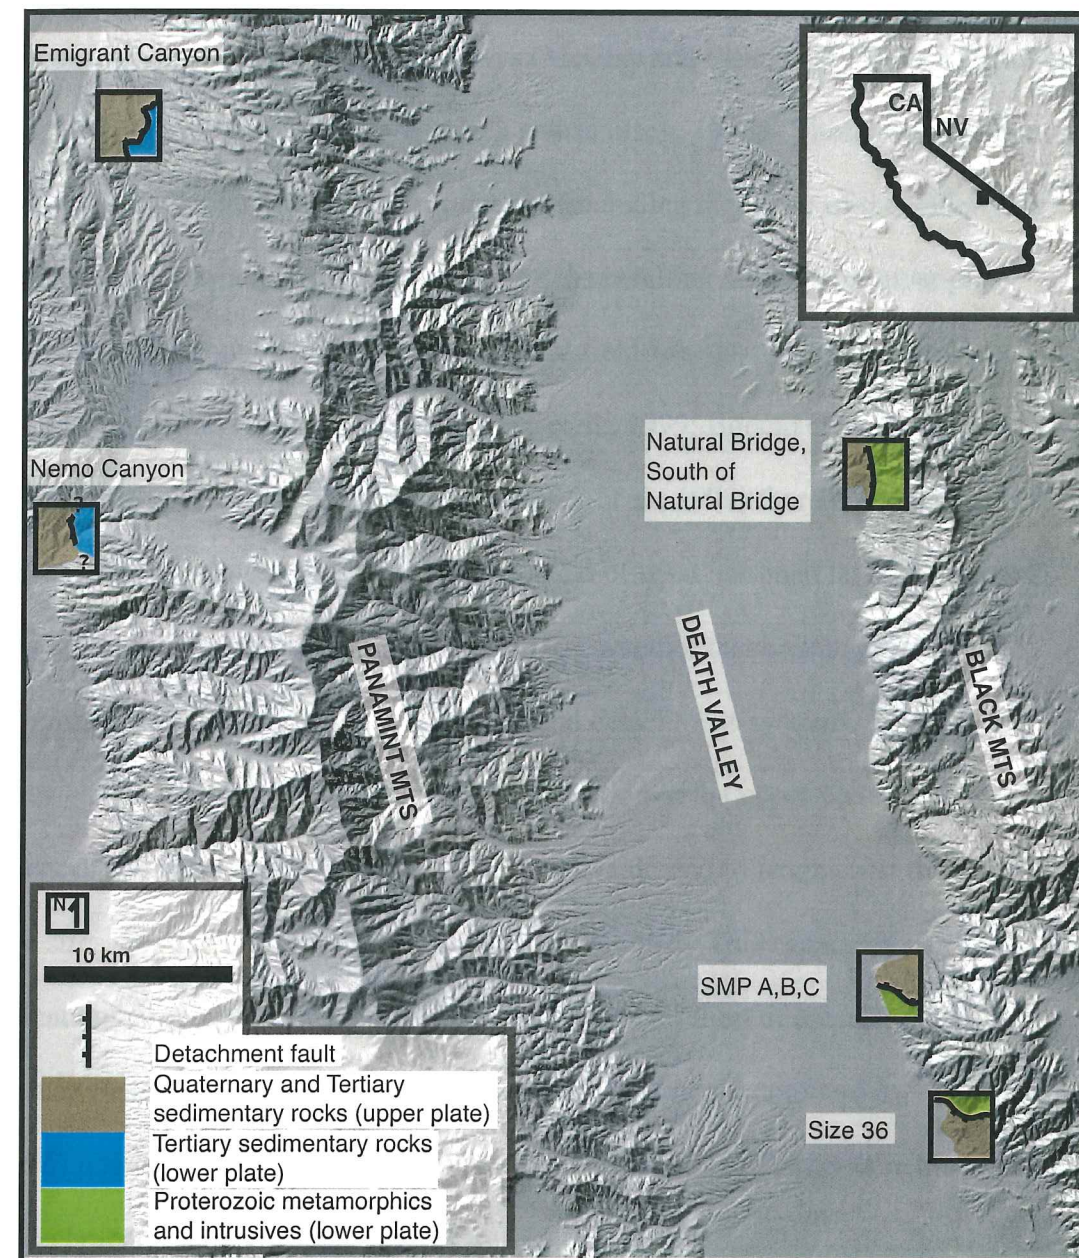 Emigrant Canyon
CA
NV
Natural Bridge,
South of
Natural Bridge
Nemo Canyon
?
?
PANAMINT MTS
DEATH VALLEY
BLACK MTS
N
10 km
SMP A,B,C
Detachment fault
Quaternary and Tertiary
sedimentary rocks (upper plate)
Tertiary sedimentary rocks
(lower plate)
Proterozoic metamorphics
and intrusives (lower plate)
Size 36